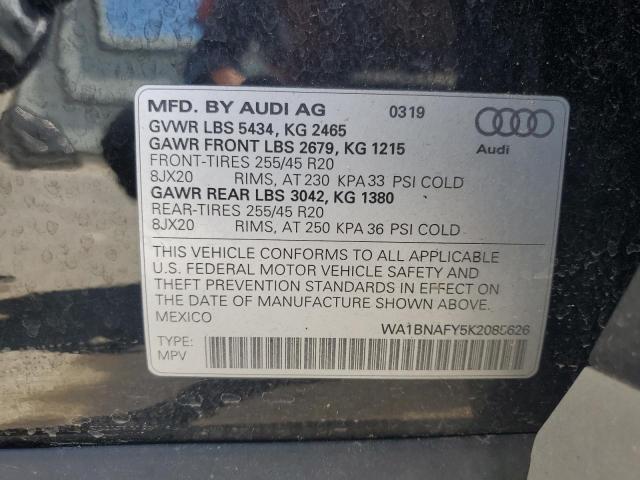 MFD. BY AUDI AG 0319
GVWR LBS 5434, KG 2465
GAWR FRONT LBS 2679, KG 1215
FRONT-TIRES 255/45 R20
8JX20 RIMS, AT 230 KPA 33 PSI COLD
GAWR REAR LBS 3042, KG 1380
REAR-TIRES 255/45 R20
8JX20 RIMS, AT 250 KPA 36 PSI COLD
Audi
THIS VEHICLE CONFORMS TO ALL APPLICABLE
U.S. FEDERAL MOTOR VEHICLE SAFETY AND
THEFT PREVENTION STANDARDS IN EFFECT ON
THE DATE OF MANUFACTURE SHOWN ABOVE.
MEXICO
TYPE:
MPV